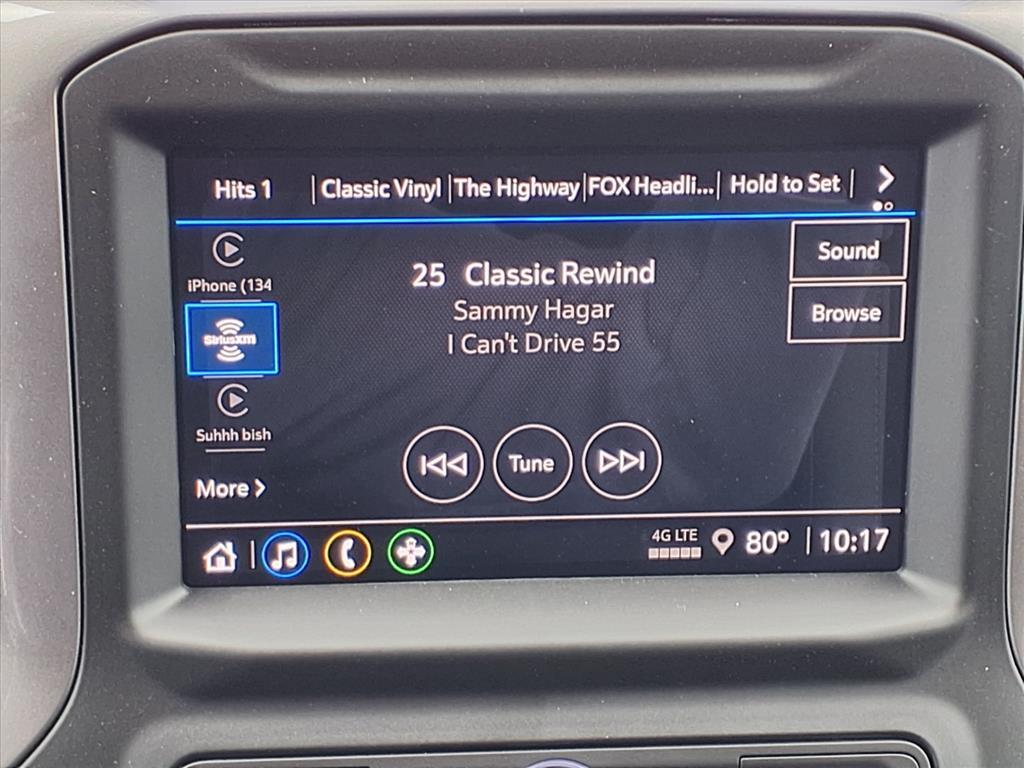 Hits 1 Classic Vinyl The Highway FOX Headli... Hold to Set
iPhone (134
SiriusXM
Suhhh bish
More
25 Classic Rewind
Sammy Hagar
I Can't Drive 55
Tune
Sound
Browse
4G LTE
80° 10:17